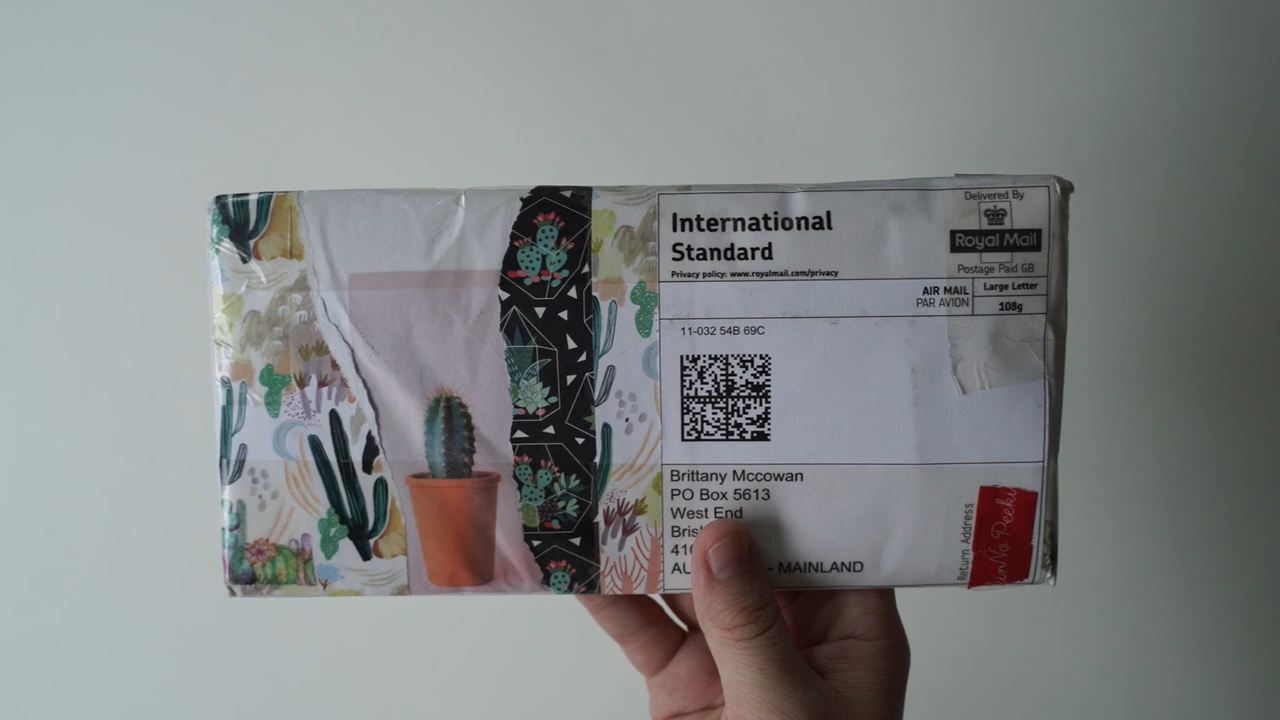 International
Standard
Privacy policy: www.royalmail.com/privacy
Delivered By
Royal Mail
Postage Paid GB
AIR MAIL
PAR AVION
Large Letter
108g
11-032 54B 69C
Brittany Mccowan
PO Box 5613
West End
- MAINLAND
Return Address
No